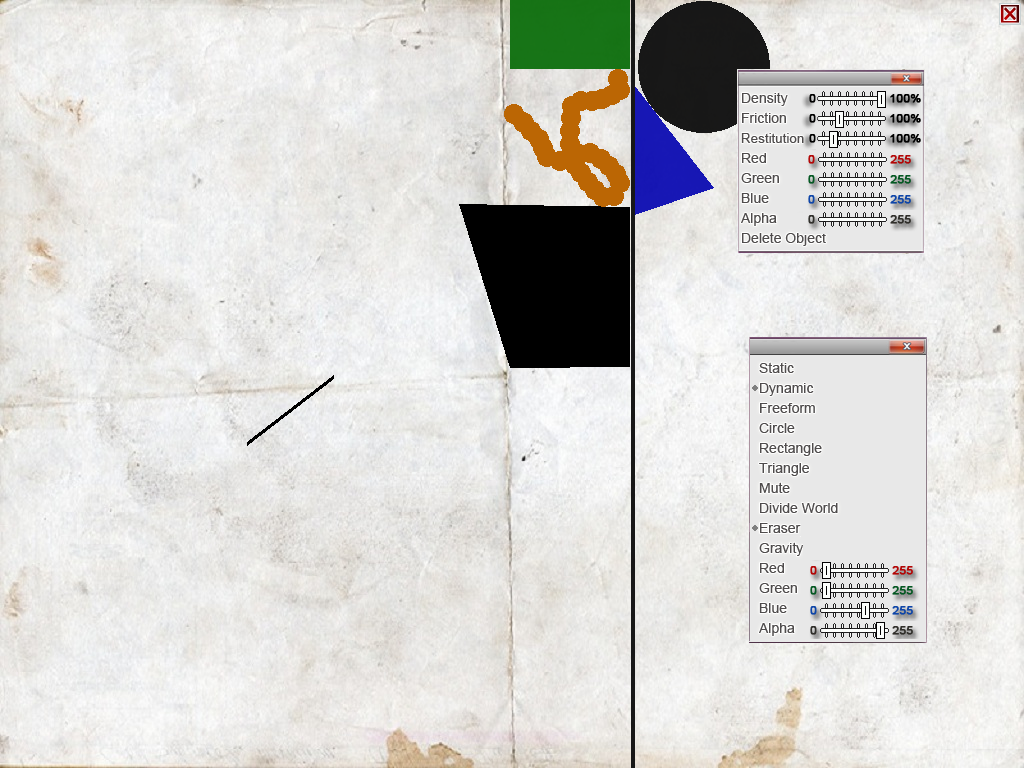 Density 0 100%
Friction 0 100%
Restitution 0 100%
Red 0 255
Green 0 255
Blue 0 255
Alpha 0 255
Delete Object
Static
Dynamic
Freeform
Circle
Rectangle
Triangle
Mute
Divide World
Eraser
Gravity
Red 0 255
Green 0 255
Blue 0 255
Alpha 0 255